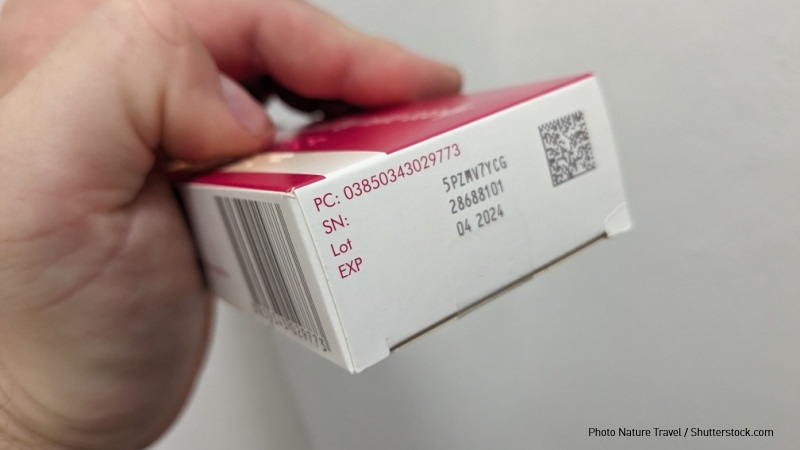 PC: 03850343029773
SN: 5PZMV7YCG
Lot 28688101
EXP 04 2024
Photo Nature Travel / Shutterstock.com